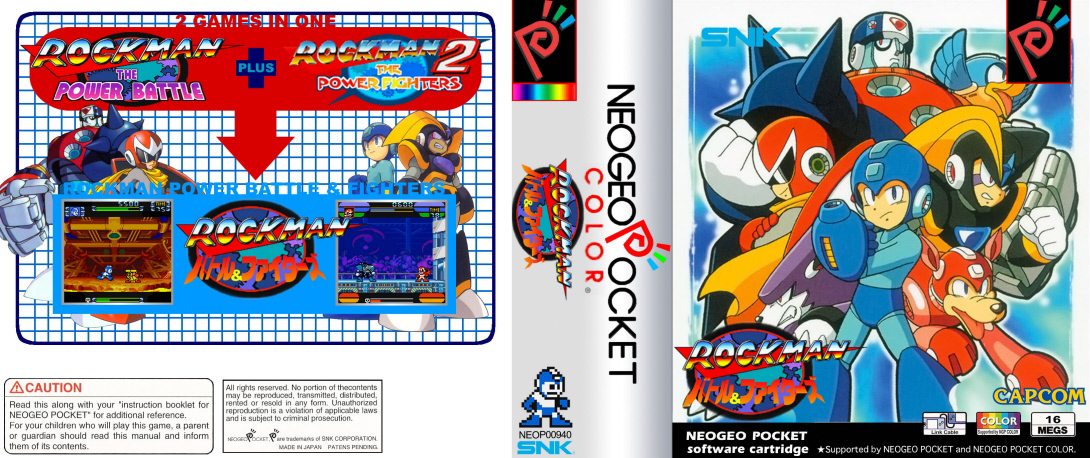 2 GAMES IN ONE
ROCKMAN
THE
POWER BATTLE
PLUS
ROCKMAN 2
THE
POWER FIGHTERS
ROCKMAN POWER BATTLE & FIGHTERS
ROCKMAN
バトル&ファイターズ
CAUTION
Read this along with your "instruction booklet for
NEOGEO POCKET" for additional reference.
For your children who will play this game, a parent
or guardian should read this manual and inform
them of its contents.
All rights reserved. No portion of thecontents
may be reproduced, transmitted, distributed,
rented or resold in any form. Unauthorized
reproduction is a violation of applicable laws
and is subject to criminal prosecution.
NEOGEO POCKET, P are trademarks of SNK CORPORATION.
MADE IN JAPAN PATENS PENDING.
P
NEOGEO POCKET
COLOR
®
ROCKMAN
バトル&ファイターズ
NEOP00940
SNK
SNK
P
ROCKMAN
バトル&ファイターズ
CAPCOM
NEOGEO POCKET
software cartridge
Link Cable
COLOR
Supported by NGP COLOR
16
MEGS
★Supported by NEOGEO POCKET and NEOGEO POCKET COLOR.